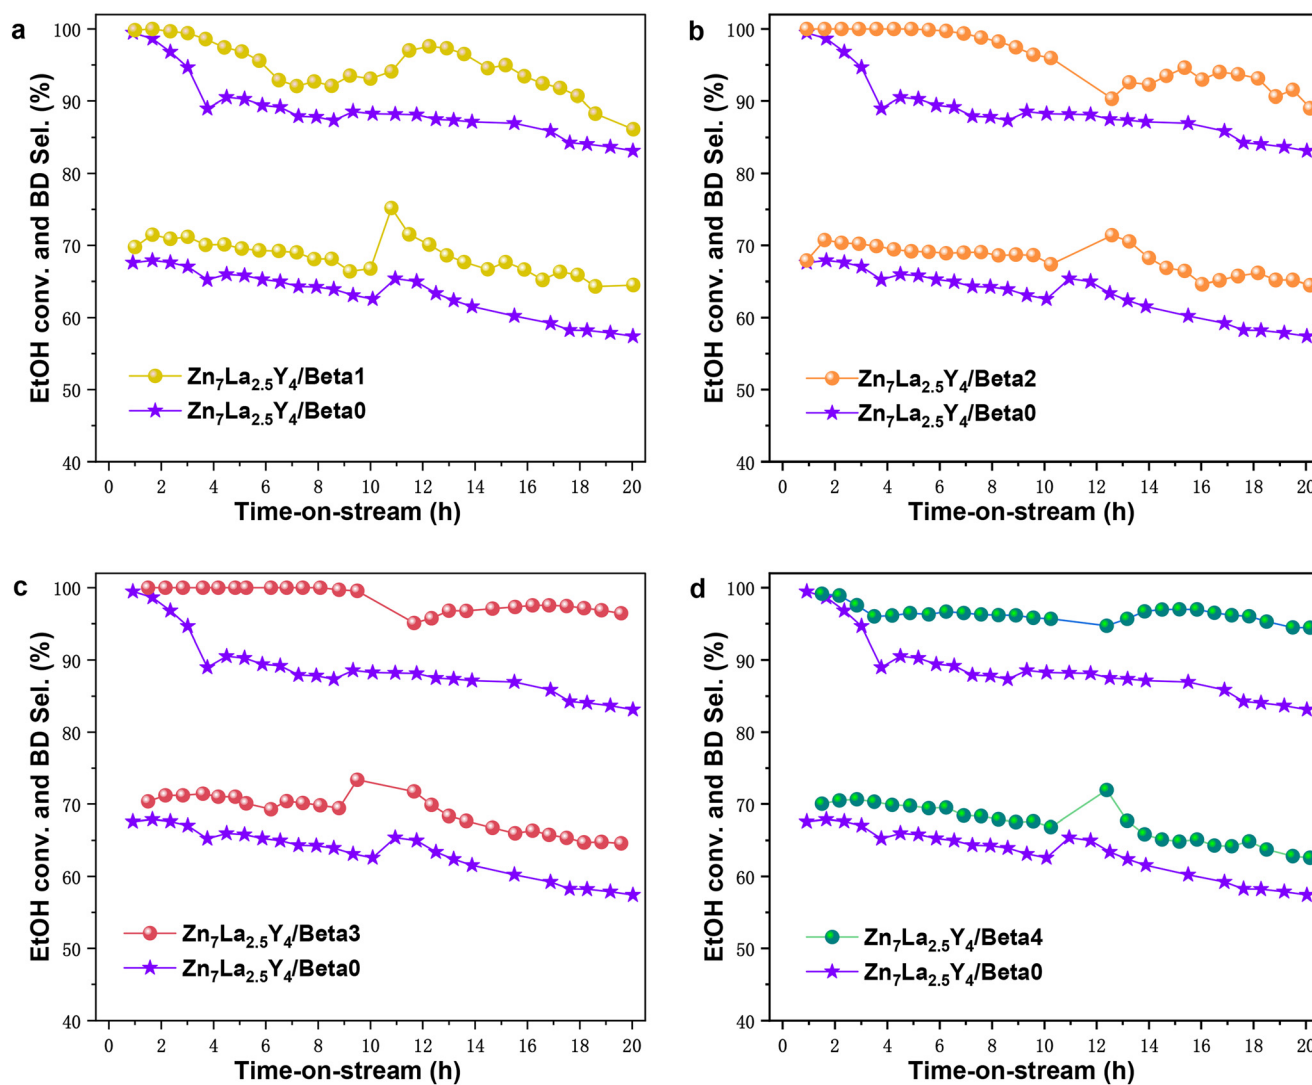 a
EtOH conv. and BD Sel. (%)
100
90
80
70
60
50
40
Zn₇La₂.₅Y₄/Beta1
Zn₇La₂.₅Y₄/Beta0
0 2 4 6 8 10 12 14 16 18 20
Time-on-stream (h)
b
EtOH conv. and BD Sel. (%)
100
90
80
70
60
50
40
Zn₇La₂.₅Y₄/Beta2
Zn₇La₂.₅Y₄/Beta0
0 2 4 6 8 10 12 14 16 18 20
Time-on-stream (h)
c
EtOH conv. and BD Sel. (%)
100
90
80
70
60
50
40
Zn₇La₂.₅Y₄/Beta3
Zn₇La₂.₅Y₄/Beta0
0 2 4 6 8 10 12 14 16 18 20
Time-on-stream (h)
d
EtOH conv. and BD Sel. (%)
100
90
80
70
60
50
40
Zn₇La₂.₅Y₄/Beta4
Zn₇La₂.₅Y₄/Beta0
0 2 4 6 8 10 12 14 16 18 20
Time-on-stream (h)